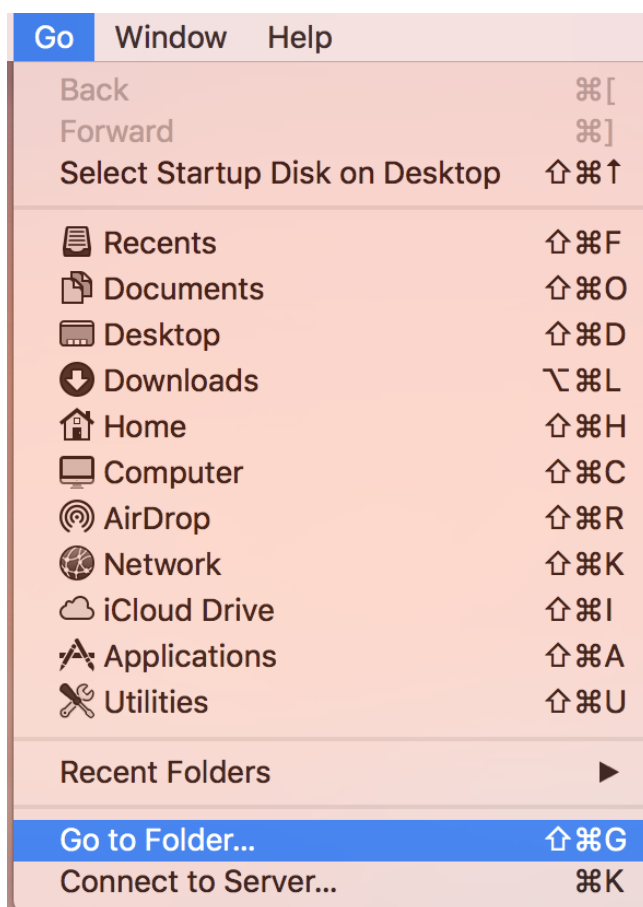 Go Window Help
Back ⌘[
Forward ⌘]
Select Startup Disk on Desktop ⇧⌘↑
Recents ⇧⌘F
Documents ⇧⌘O
Desktop ⇧⌘D
Downloads ⌥⌘L
Home ⇧⌘H
Computer ⇧⌘C
AirDrop ⇧⌘R
Network ⇧⌘K
iCloud Drive ⇧⌘I
Applications ⇧⌘A
Utilities ⇧⌘U
Recent Folders ▶
Go to Folder... ⇧⌘G
Connect to Server... ⌘K